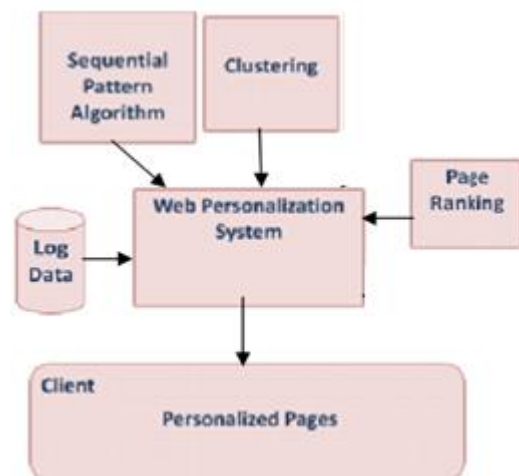 Sequential
Pattern
Algorithm
Clustering
Web Personalization
System
Page
Ranking
Log
Data
Client
Personalized Pages